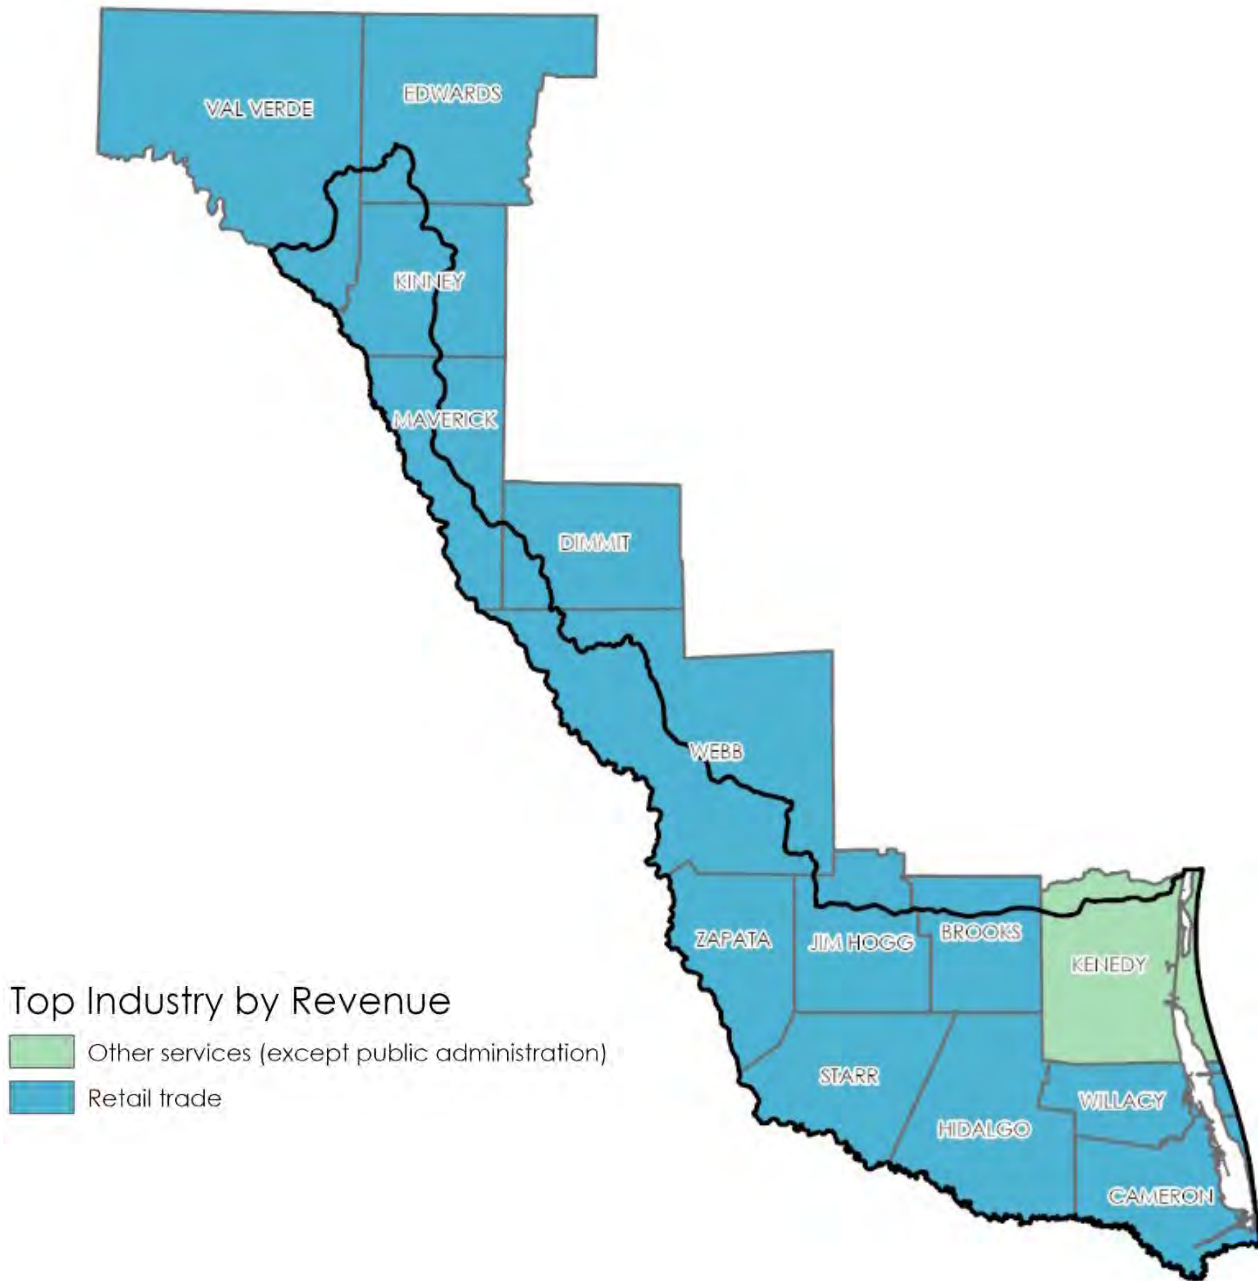 VAL VERDE
EDWARDS
KINNEY
MAVERICK
DIMMIT
WEBB
ZAPATA
JIM HOGG
BROOKS
KENEDY
Top Industry by Revenue
Other services (except public administration)
Retail trade
STARR
HIDALGO
WILLACY
CAMERON